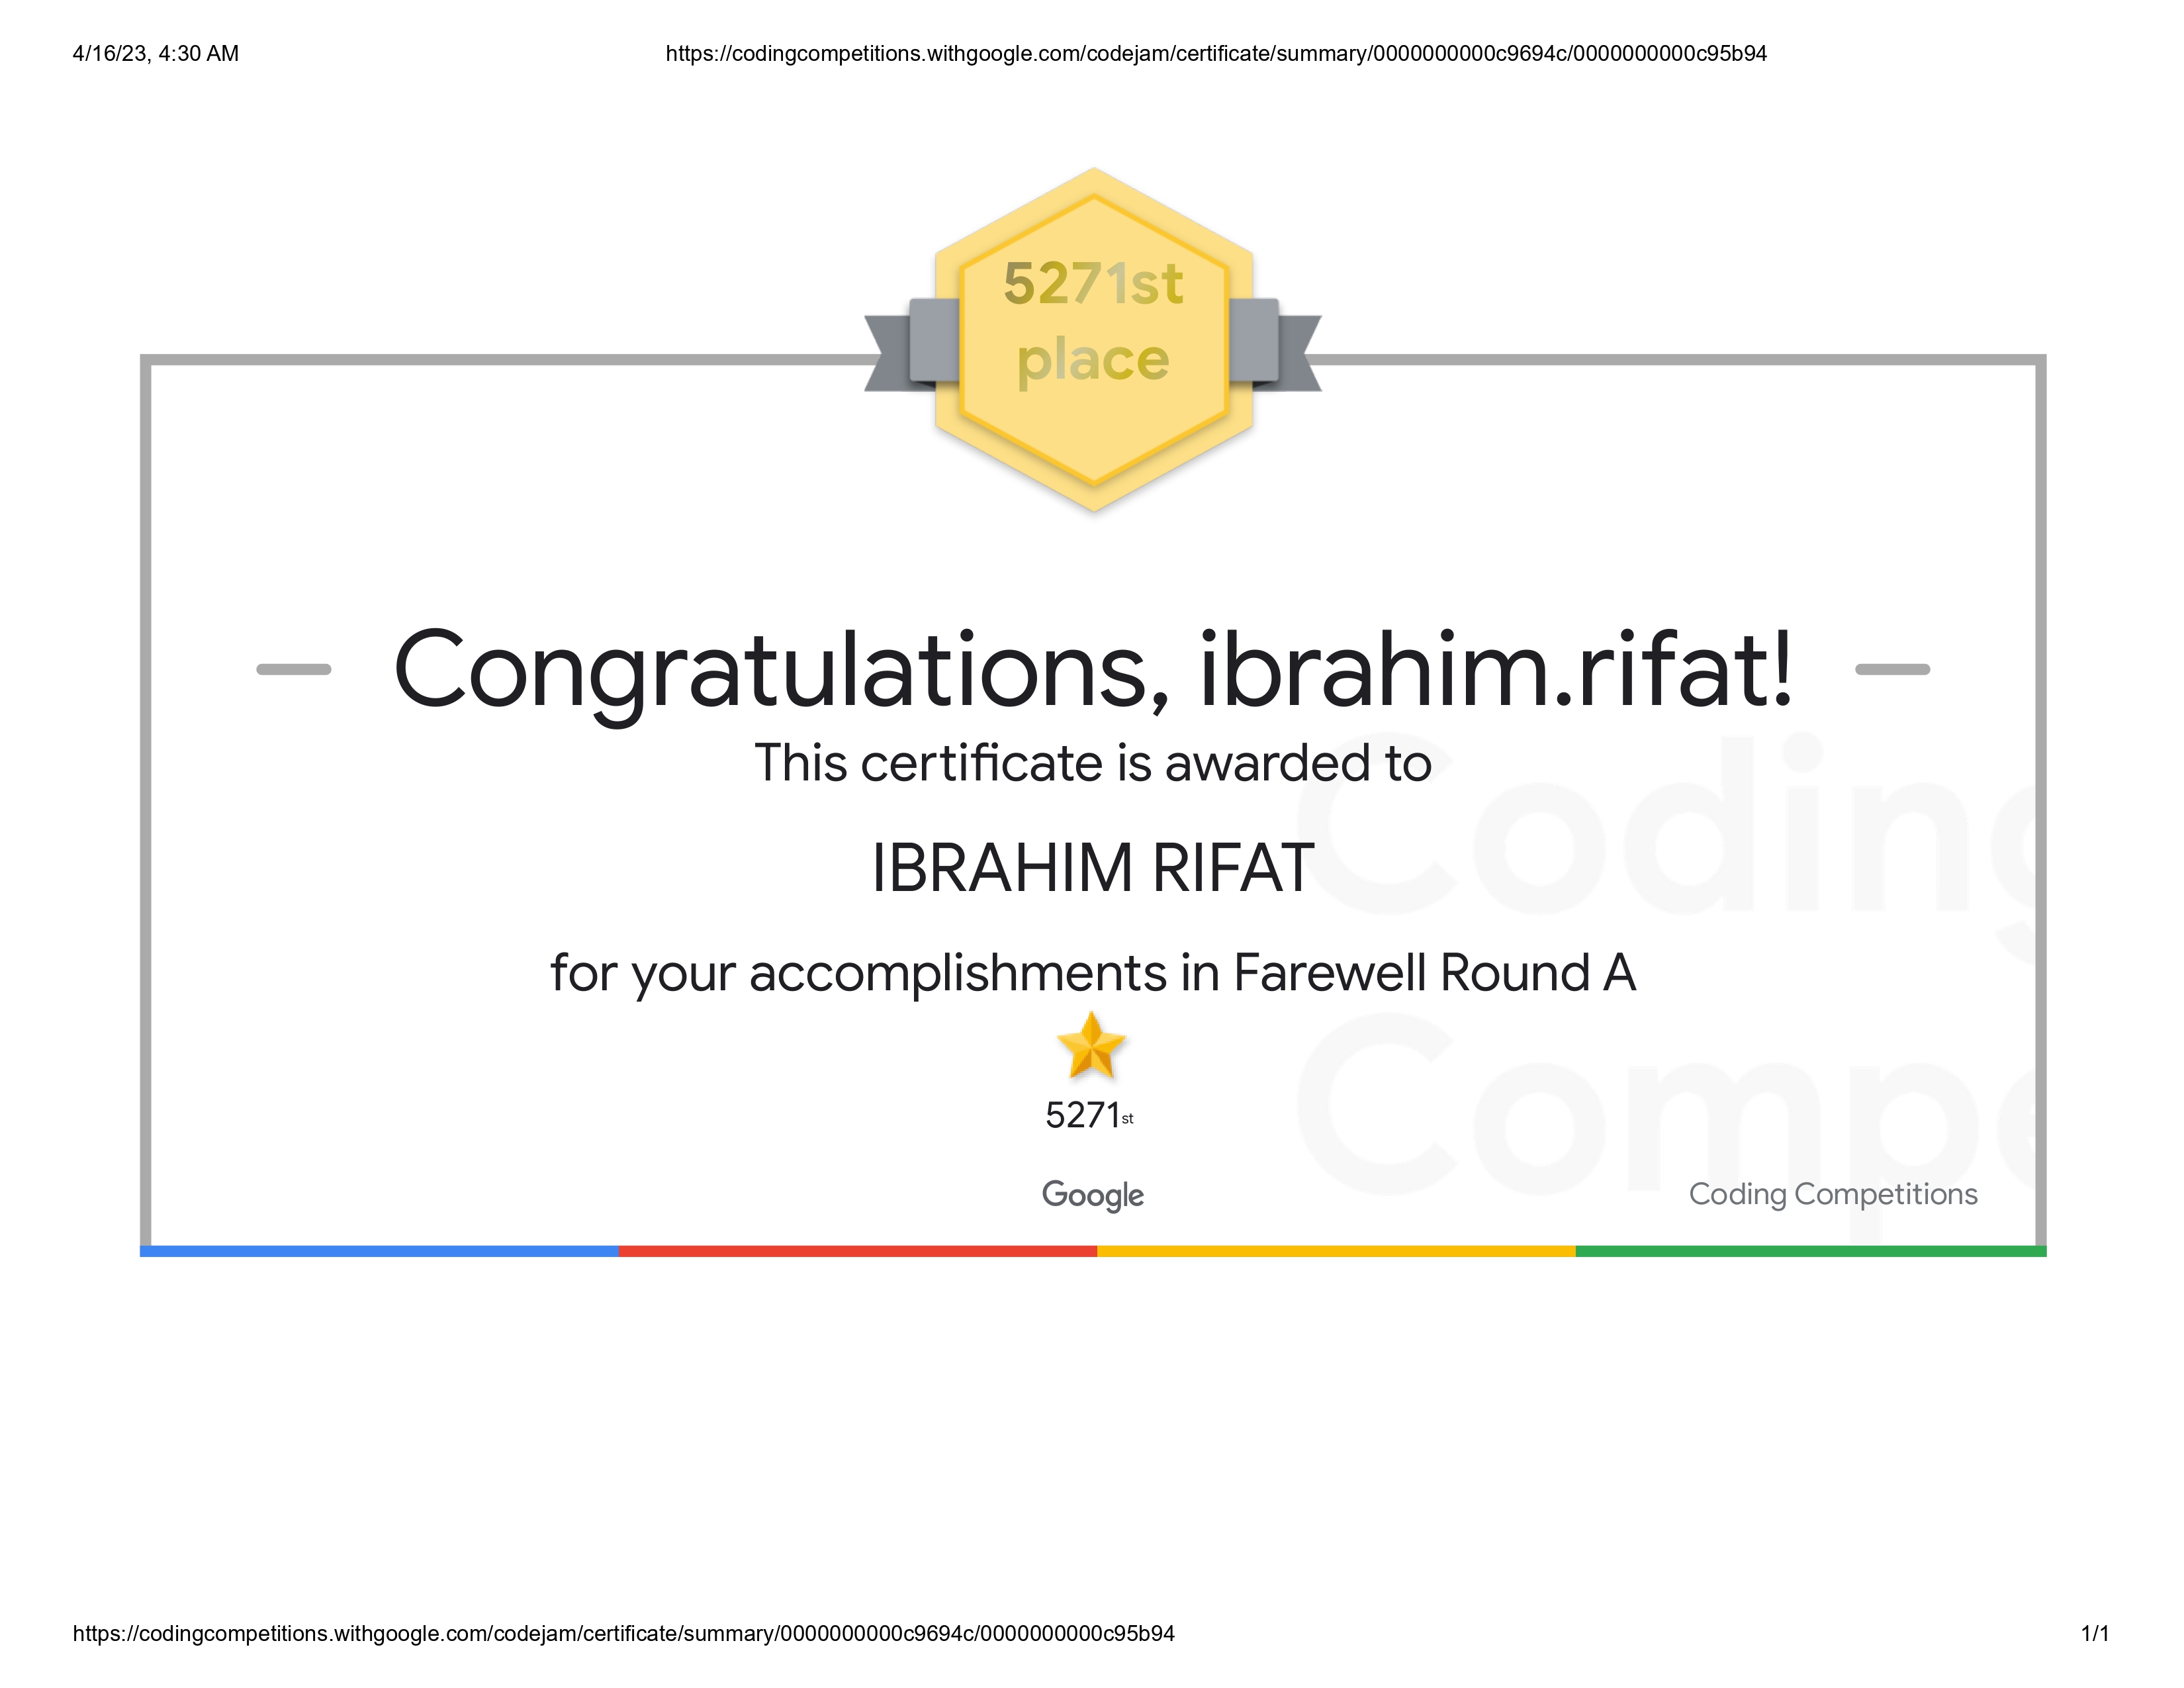 4/16/23, 4:30 AM
https://codingcompetitions.withgoogle.com/codejam/certificate/summary/0000000000c9694c/0000000000c95b94
5271st
place
Congratulations, ibrahim.rifat!
This certificate is awarded to
IBRAHIM RIFAT
for your accomplishments in Farewell Round A
5271st
Google
Coding Competitions
Coding
Compe
https://codingcompetitions.withgoogle.com/codejam/certificate/summary/0000000000c9694c/0000000000c95b94
1/1